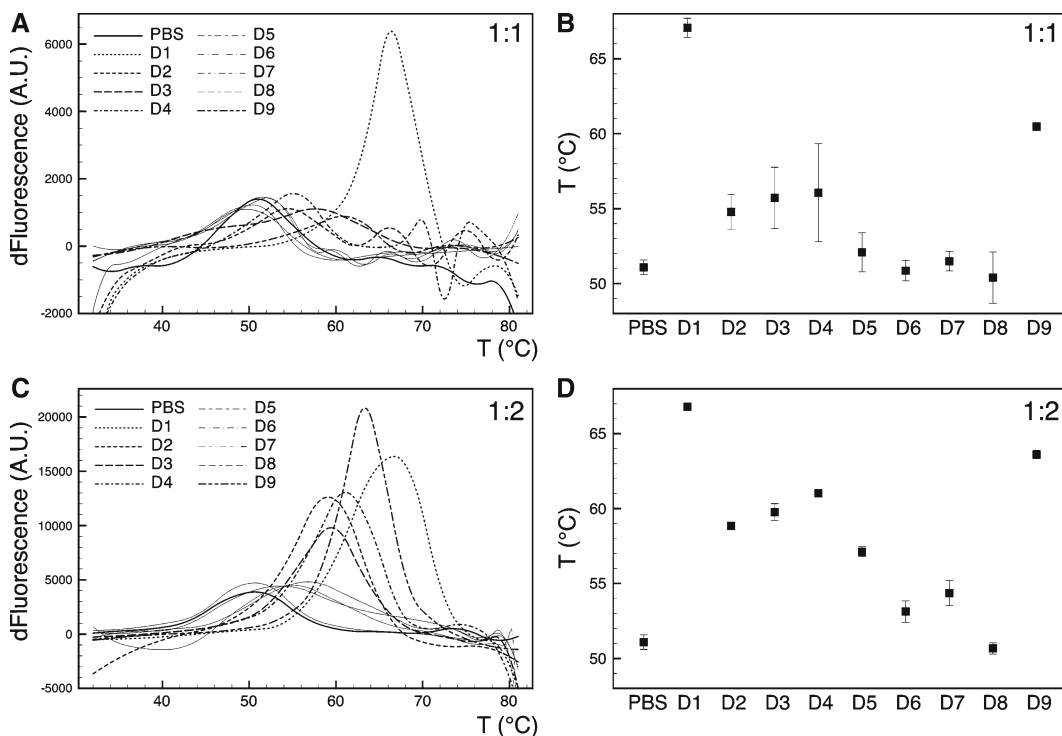 A
1:1
dFluorescence (A.U.)
6000
4000
2000
0
-2000
PBS
D1
D2
D3
D4
D5
D6
D7
D8
D9
40
50
60
70
80
T (°C)
B
1:1
T (°C)
65
60
55
50
PBS D1 D2 D3 D4 D5 D6 D7 D8 D9
C
1:2
dFluorescence (A.U.)
20000
15000
10000
5000
0
-5000
PBS
D1
D2
D3
D4
D5
D6
D7
D8
D9
40
50
60
70
80
T (°C)
D
1:2
T (°C)
65
60
55
50
PBS D1 D2 D3 D4 D5 D6 D7 D8 D9